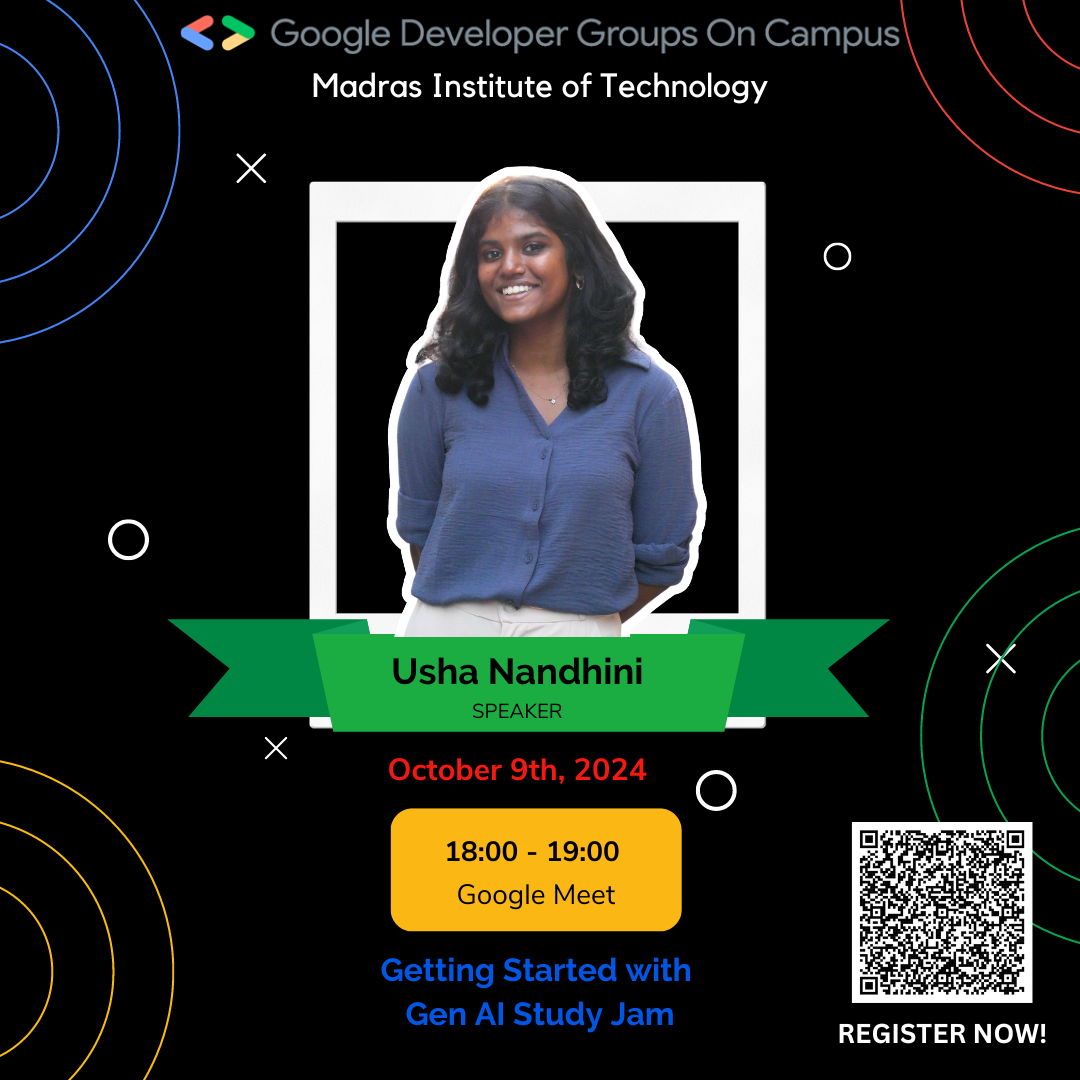 Google Developer Groups On Campus
Madras Institute of Technology
Usha Nandhini
SPEAKER
October 9th, 2024
18:00 - 19:00
Google Meet
Getting Started with
Gen AI Study Jam
REGISTER NOW!